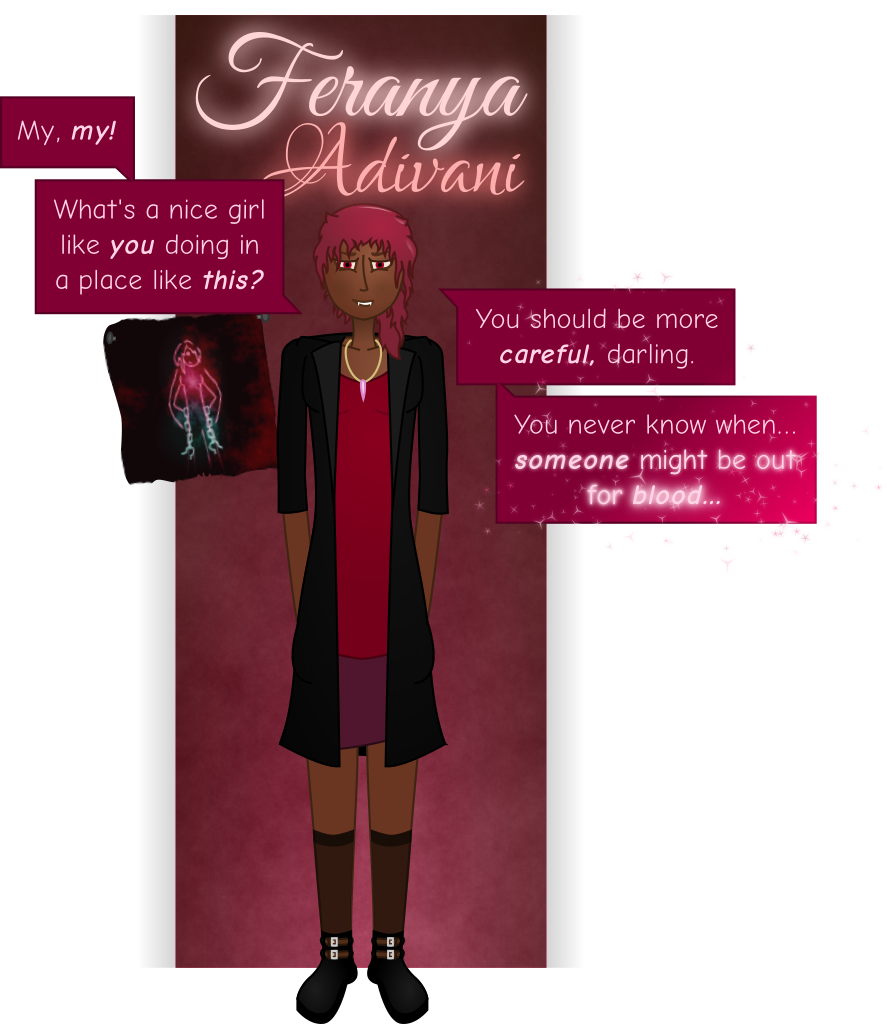 Feranya
Adivani
My, my!
What's a nice girl
like you doing in
a place like this?
You should be more
careful, darling.
You never know when...
someone might be out
for blood...